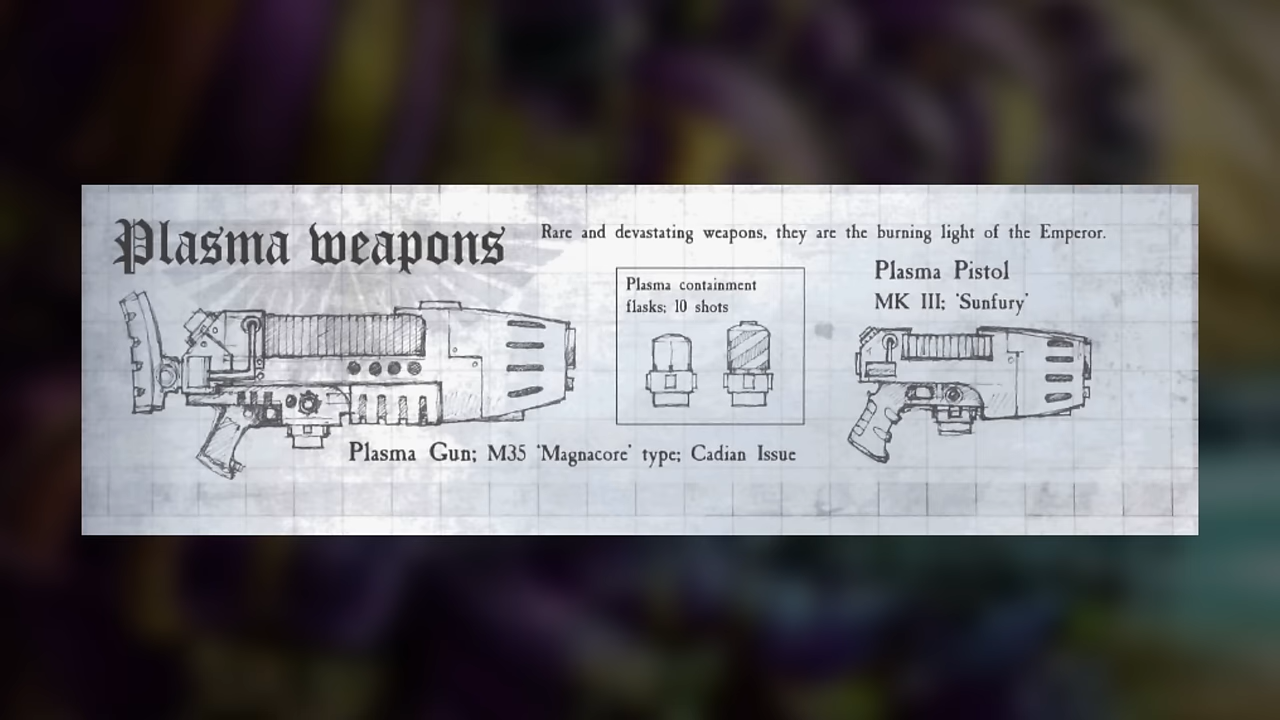 Plasma weapons
Rare and devastating weapons, they are the burning light of the Emperor.
Plasma containment
flasks; 10 shots
Plasma Pistol
MK III; 'Sunfury'
Plasma Gun; M35 'Magnacore' type; Cadian Issue